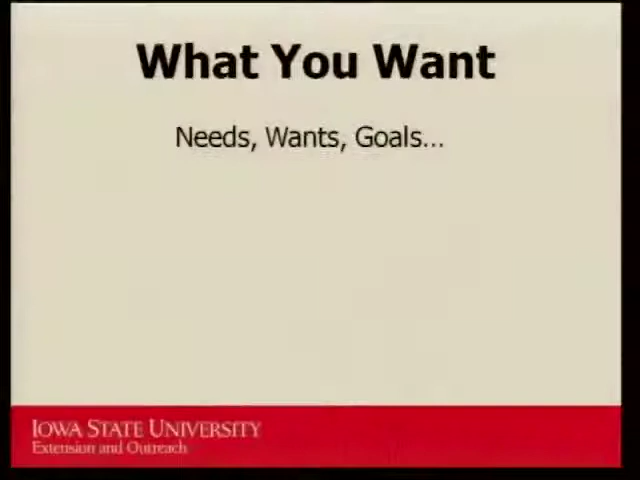 What You Want
Needs, Wants, Goals...
IOWA STATE UNIVERSITY
Extension and Outreach